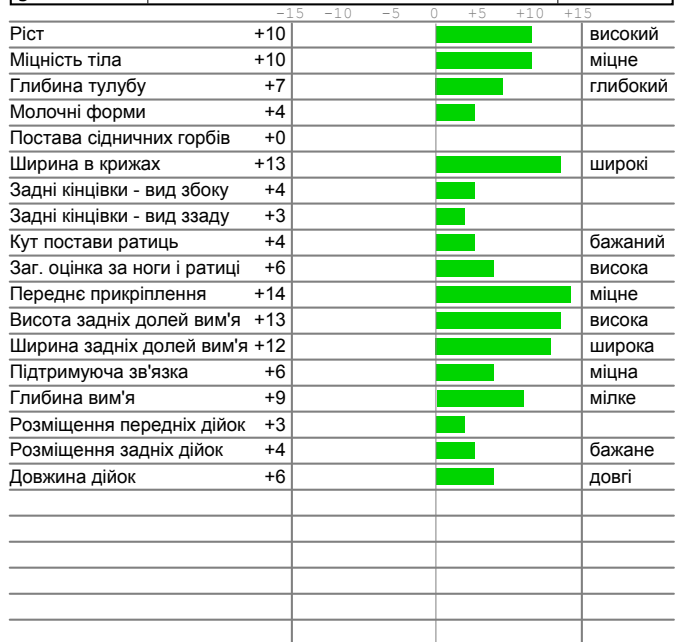 -15 -10 -5 0 +5 +10 +15
Ріст +10 високий
Міцність тіла +10 міцне
Глибина тулубу +7 глибокий
Молочні форми +4
Постава сідничних горбів +0
Ширина в крижах +13 широкі
Задні кінцівки - вид збоку +4
Задні кінцівки - вид ззаду +3
Кут постави ратиць +4 бажаний
Заг. оцінка за ноги і ратиці +6 висока
Переднє прикріплення +14 міцне
Висота задніх долей вим'я +13 висока
Ширина задніх долей вим'я +12 широка
Підтримуюча зв'язка +6 міцна
Глибина вим'я +9 мілке
Розміщення передніх дійок +3
Розміщення задніх дійок +4 бажане
Довжина дійок +6 довгі